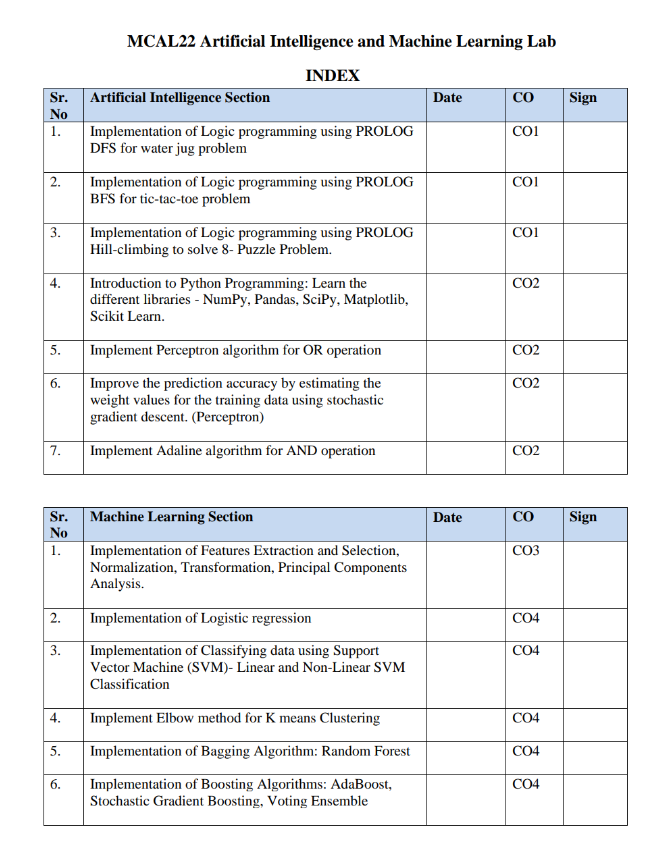 MCAL22 Artificial Intelligence and Machine Learning Lab
INDEX
Sr. No Artificial Intelligence Section Date CO Sign
1. Implementation of Logic programming using PROLOG CO1
DFS for water jug problem
2. Implementation of Logic programming using PROLOG CO1
BFS for tic-tac-toe problem
3. Implementation of Logic programming using PROLOG CO1
Hill-climbing to solve 8- Puzzle Problem.
4. Introduction to Python Programming: Learn the CO2
different libraries - NumPy, Pandas, SciPy, Matplotlib,
Scikit Learn.
5. Implement Perceptron algorithm for OR operation CO2
6. Improve the prediction accuracy by estimating the CO2
weight values for the training data using stochastic
gradient descent. (Perceptron)
7. Implement Adaline algorithm for AND operation CO2
Sr. No Machine Learning Section Date CO Sign
1. Implementation of Features Extraction and Selection, CO3
Normalization, Transformation, Principal Components
Analysis.
2. Implementation of Logistic regression CO4
3. Implementation of Classifying data using Support CO4
Vector Machine (SVM)- Linear and Non-Linear SVM
Classification
4. Implement Elbow method for K means Clustering CO4
5. Implementation of Bagging Algorithm: Random Forest CO4
6. Implementation of Boosting Algorithms: AdaBoost, CO4
Stochastic Gradient Boosting, Voting Ensemble